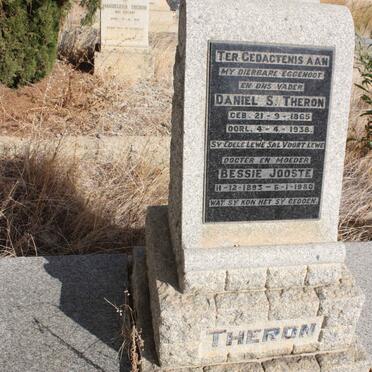 TER GEDAGTENIS AAN
MY DIERBARE EGGENOOT
EN ONS VADER
DANIEL S. THERON
GEB. 21-9-1865
OORL. 4-4-1938.
SY EDELE LEWE SAL VOORT LEWE
DOGTER EN MOEDER
BESSIE JOOSTE
11-12-1893 - 6-1-1980
WAT SY KON HET SY GEDOEN
THERON